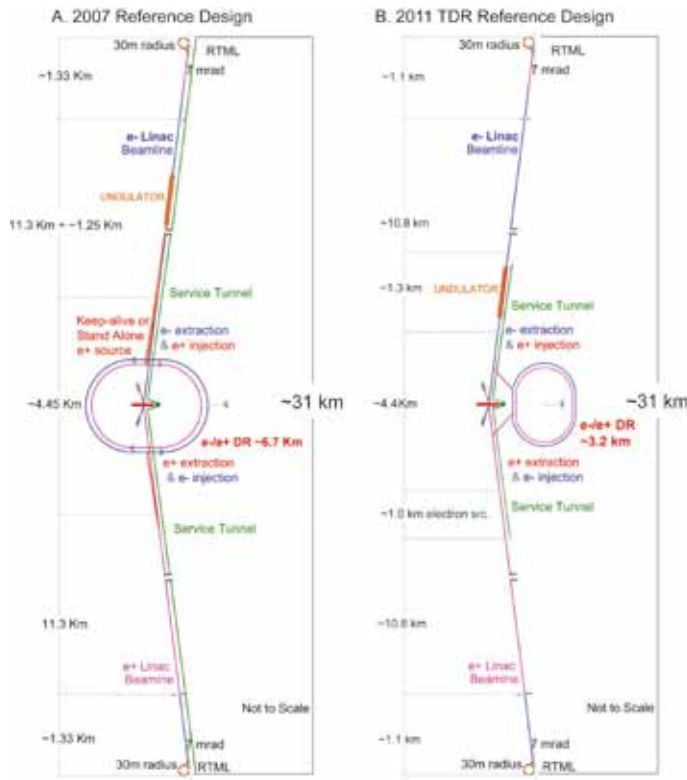 A. 2007 Reference Design
30m radius
RTML
7 mrad
~1.33 Km
e- Linac
Beamline
UNDULATOR
11.3 Km + ~1.25 Km
Service Tunnel
Keep-alive or
Stand Alone
e+ source
e- extraction
& e+ injection
~4.45 Km
~31 km
e-/e+ DR ~6.7 Km
e+ extraction
& e- injection
Service Tunnel
11.3 Km
e+ Linac
Beamline
Not to Scale
~1.33 Km
7 mrad
30m radius
RTML
B. 2011 TDR Reference Design
30m radius
RTML
7 mrad
~1.1 km
e- Linac
Beamline
~10.8 km
~1.3 km
UNDULATOR
Service Tunnel
e- extraction
& e+ injection
~4.4Km
~31 km
e-/e+ DR
~3.2 km
e+ extraction
& e- injection
~1.0 km electron src.
Service Tunnel
~10.8 km
e+ Linac
Beamline
Not to Scale
~1.1 km
7 mrad
30m radius
RTML